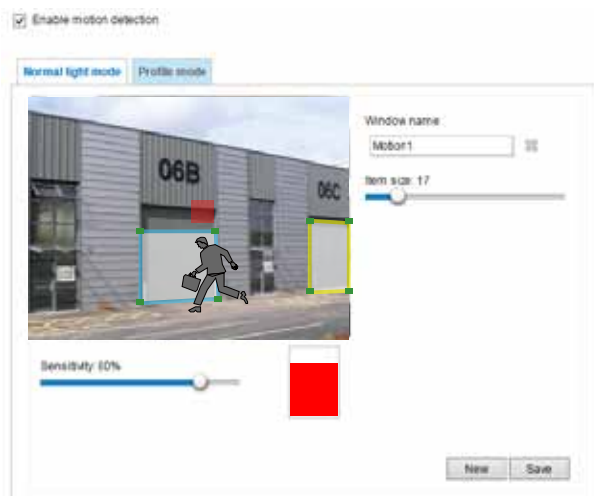 Enable motion detection
Normal light mode
Profile mode
Window name
Motion1
06B
06C
Item size: 17
Sensitivity: 80%
New
Save